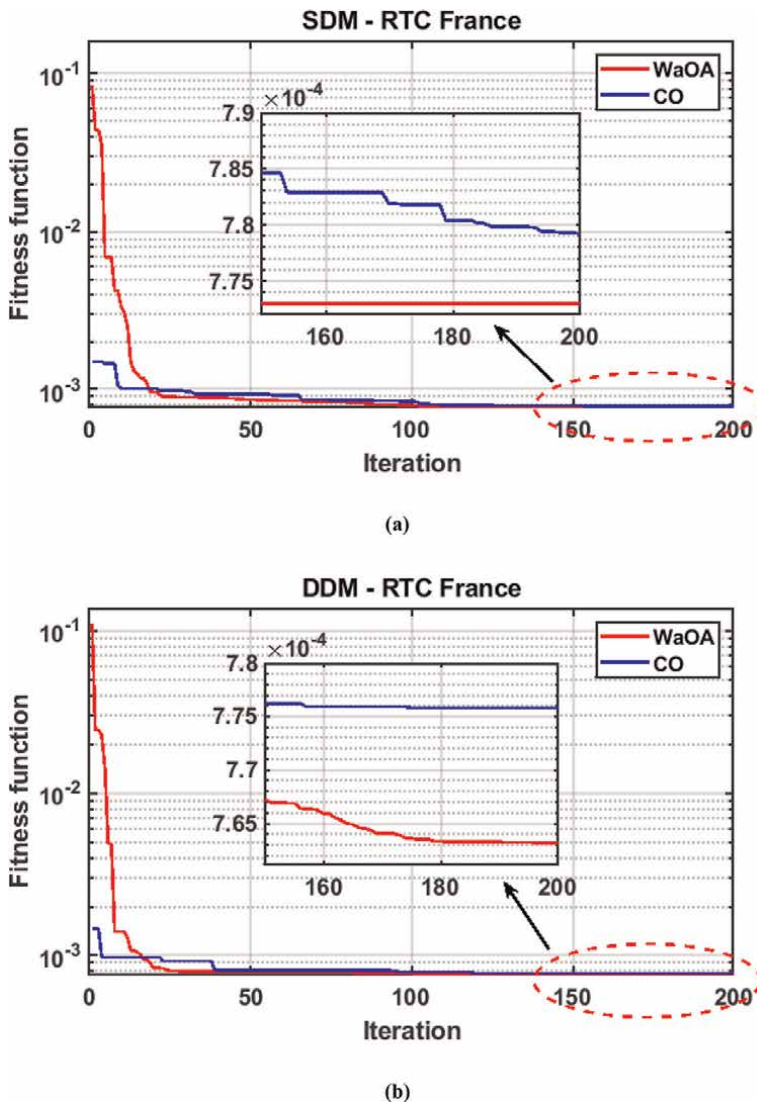 SDM - RTC France
WaOA
CO
10^-1
10^-2
10^-3
Fitness function
×10^-4
7.9
7.85
7.8
7.75
160
180
200
0
50
100
150
200
Iteration
(a)
DDM - RTC France
WaOA
CO
10^-1
10^-2
10^-3
Fitness function
×10^-4
7.8
7.75
7.7
7.65
160
180
200
0
50
100
150
200
Iteration
(b)